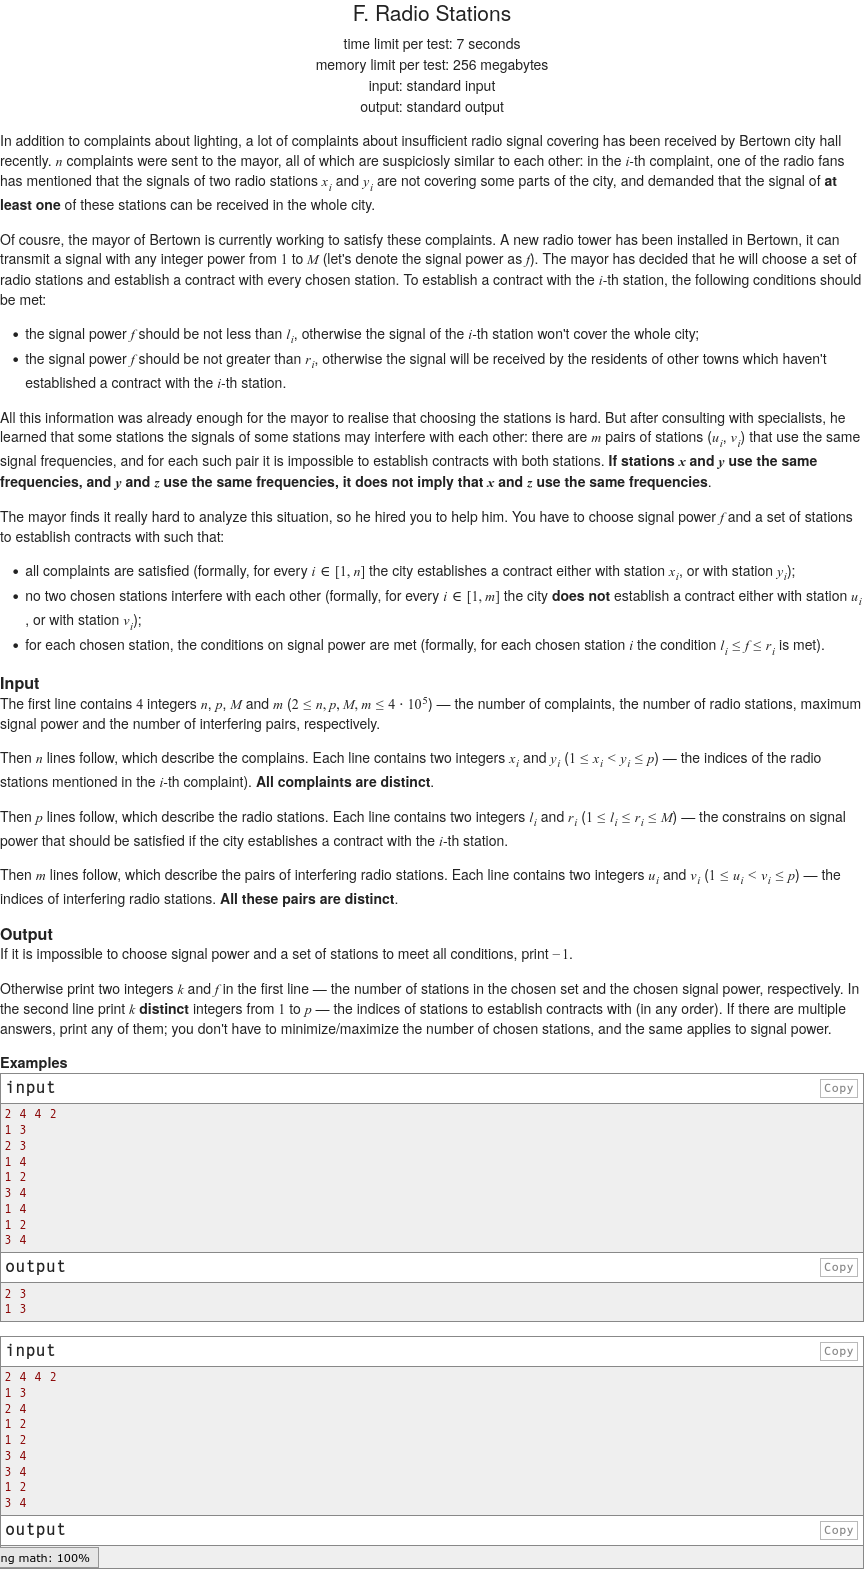 F. Radio Stations
time limit per test: 7 seconds
memory limit per test: 256 megabytes
input: standard input
output: standard output
In addition to complaints about lighting, a lot of complaints about insufficient radio signal covering has been received by Bertown city hall
recently. n complaints were sent to the mayor, all of which are suspiciosly similar to each other: in the i-th complaint, one of the radio fans
has mentioned that the signals of two radio stations x_i and y_i are not covering some parts of the city, and demanded that the signal of at
least one of these stations can be received in the whole city.
Of cousre, the mayor of Bertown is currently working to satisfy these complaints. A new radio tower has been installed in Bertown, it can
transmit a signal with any integer power from 1 to M (let's denote the signal power as f). The mayor has decided that he will choose a set of
radio stations and establish a contract with every chosen station. To establish a contract with the i-th station, the following conditions should
be met:
• the signal power f should be not less than l_i, otherwise the signal of the i-th station won't cover the whole city;
• the signal power f should be not greater than r_i, otherwise the signal will be received by the residents of other towns which haven't
established a contract with the i-th station.
All this information was already enough for the mayor to realise that choosing the stations is hard. But after consulting with specialists, he
learned that some stations the signals of some stations may interfere with each other: there are m pairs of stations (u_i, v_i) that use the same
signal frequencies, and for each such pair it is impossible to establish contracts with both stations. If stations x and y use the same
frequencies, and y and z use the same frequencies, it does not imply that x and z use the same frequencies.
The mayor finds it really hard to analyze this situation, so he hired you to help him. You have to choose signal power f and a set of stations
to establish contracts with such that:
• all complaints are satisfied (formally, for every i ∈ [1, n] the city establishes a contract either with station x_i, or with station y_i);
• no two chosen stations interfere with each other (formally, for every i ∈ [1, m] the city does not establish a contract either with station u_i
, or with station v_i);
• for each chosen station, the conditions on signal power are met (formally, for each chosen station i the condition l_i ≤ f ≤ r_i is met).
Input
The first line contains 4 integers n, p, M and m (2 ≤ n, p, M, m ≤ 4 · 10^5) — the number of complaints, the number of radio stations, maximum
signal power and the number of interfering pairs, respectively.
Then n lines follow, which describe the complains. Each line contains two integers x_i and y_i (1 ≤ x_i < y_i ≤ p) — the indices of the radio
stations mentioned in the i-th complaint). All complaints are distinct.
Then p lines follow, which describe the radio stations. Each line contains two integers l_i and r_i (1 ≤ l_i ≤ r_i ≤ M) — the constrains on signal
power that should be satisfied if the city establishes a contract with the i-th station.
Then m lines follow, which describe the pairs of interfering radio stations. Each line contains two integers u_i and v_i (1 ≤ u_i < v_i ≤ p) — the
indices of interfering radio stations. All these pairs are distinct.
Output
If it is impossible to choose signal power and a set of stations to meet all conditions, print −1.
Otherwise print two integers k and f in the first line — the number of stations in the chosen set and the chosen signal power, respectively. In
the second line print k distinct integers from 1 to p — the indices of stations to establish contracts with (in any order). If there are multiple
answers, print any of them; you don't have to minimize/maximize the number of chosen stations, and the same applies to signal power.
Examples
input Copy
2 4 4 2
1 3
2 3
1 4
1 2
3 4
1 4
1 2
3 4
output Copy
2 3
1 3
input Copy
2 4 4 2
1 3
2 4
1 2
1 2
3 4
3 4
1 2
3 4
output Copy
ng math: 100%